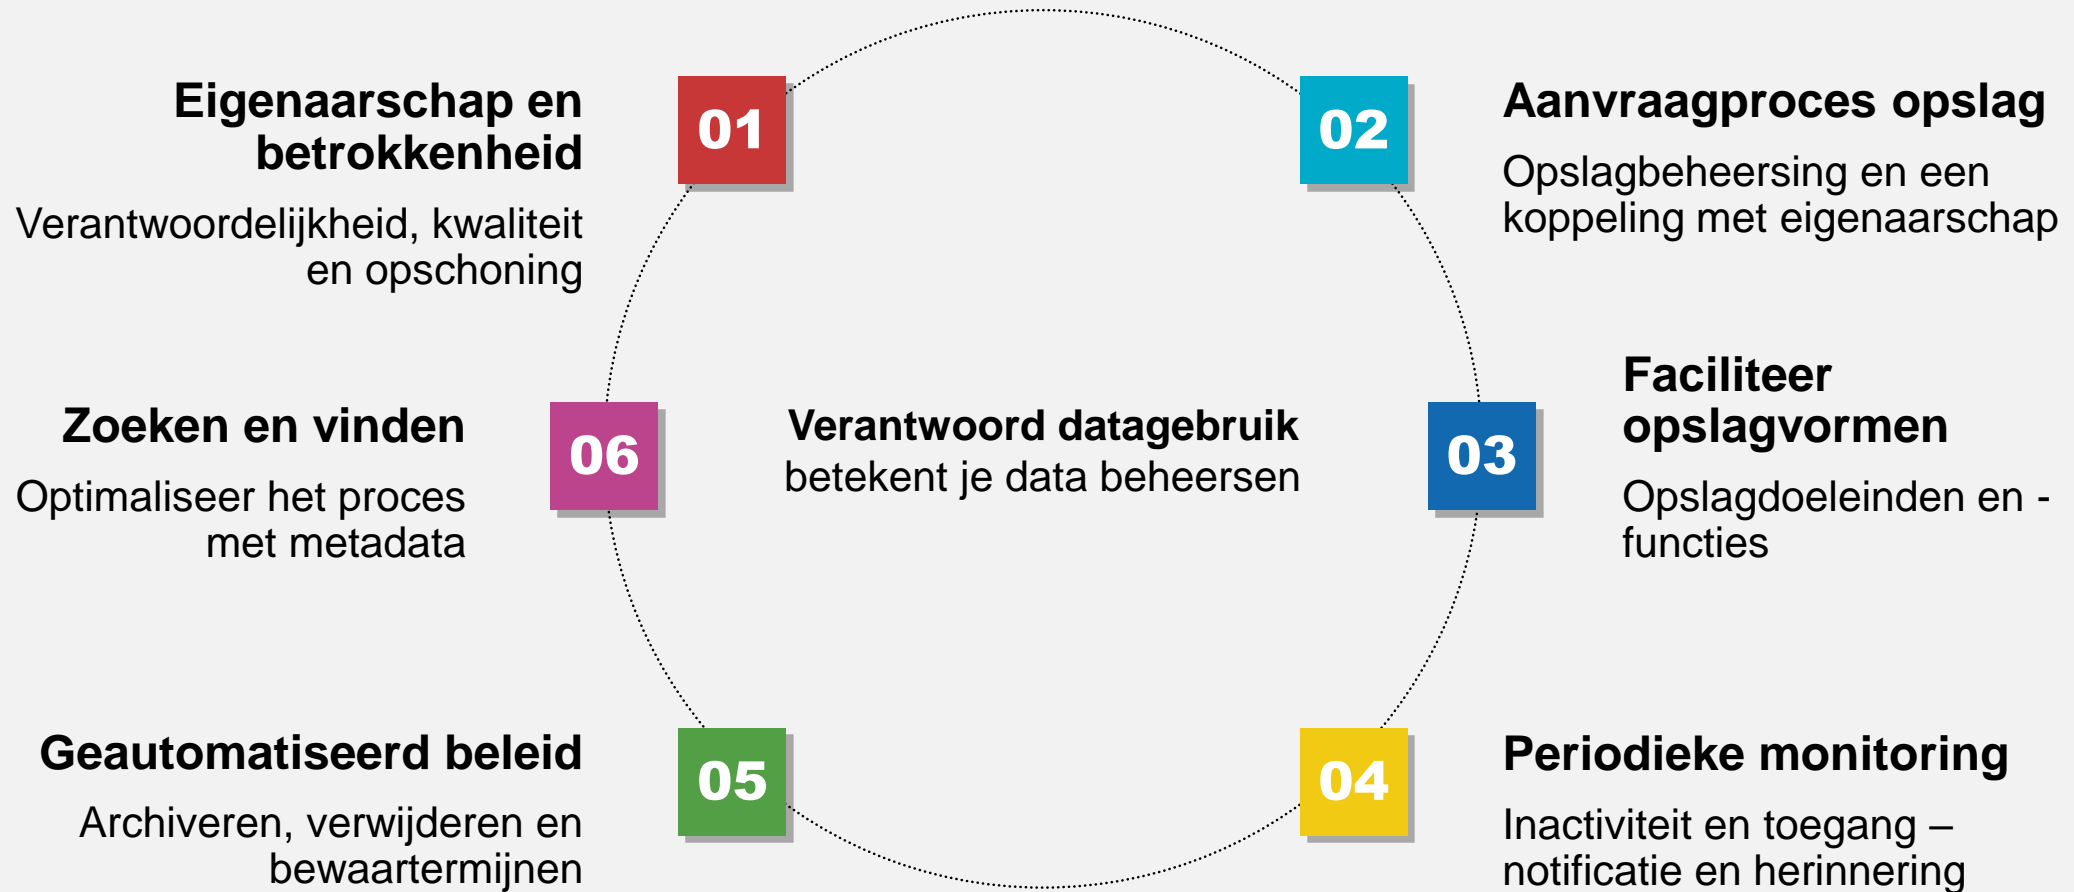 01
Eigenaarschap en
betrokkenheid
Verantwoordelijkheid, kwaliteit
en opschoning
02
Aanvraagproces opslag
Opslagbeheersing en een
koppeling met eigenaarschap
03
Faciliteer
opslagvormen
Opslagdoeleinden en -
functies
04
Periodieke monitoring
Inactiviteit en toegang –
notificatie en herinnering
05
Geautomatiseerd beleid
Archiveren, verwijderen en
bewaartermijnen
06
Zoeken en vinden
Optimaliseer het proces
met metadata
Verantwoord datagebruik
betekent je data beheersen